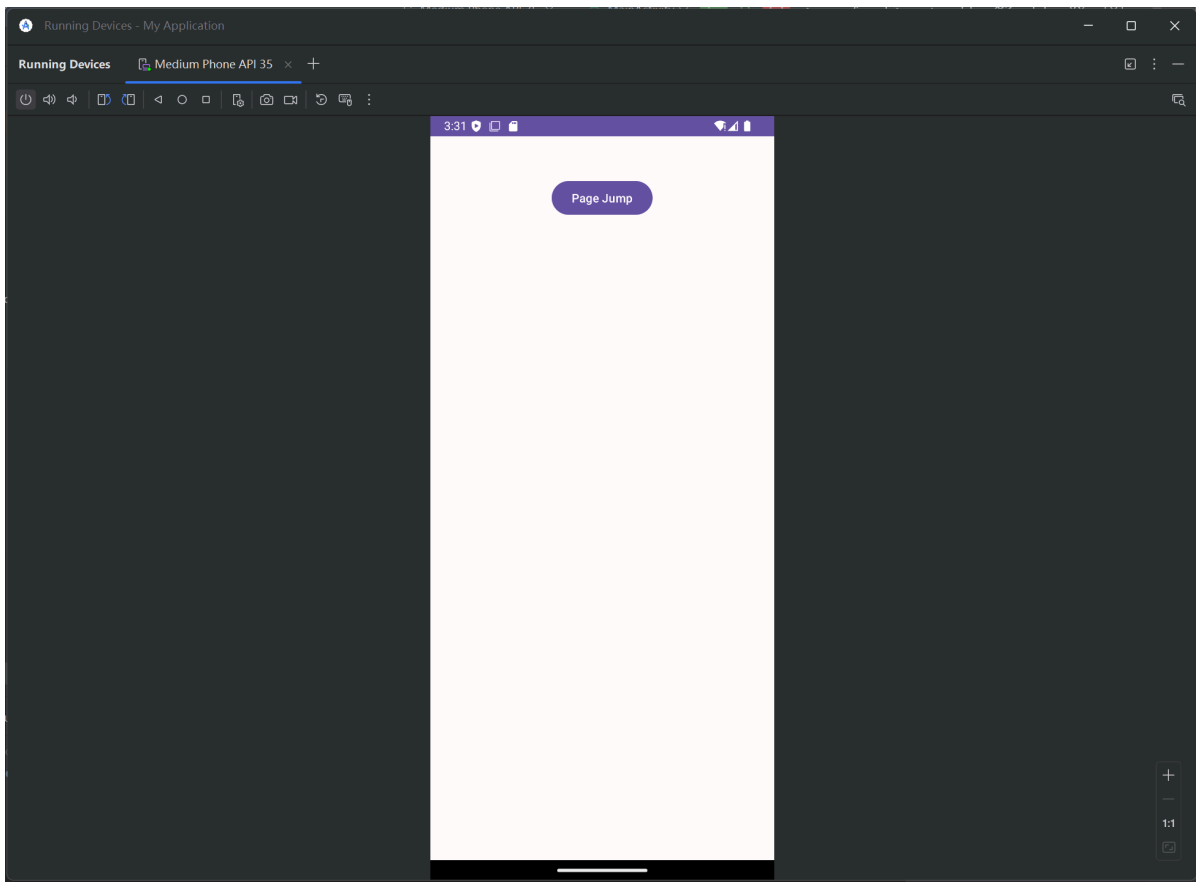 Running Devices - My Application
Running Devices
Medium Phone API 35
3:31
Page Jump
1:1